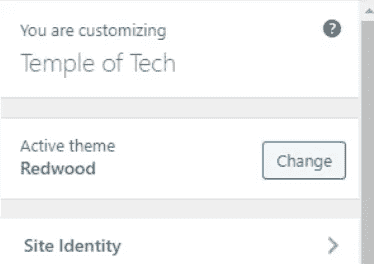 You are customizing
Temple of Tech
Active theme
Redwood
Change
Site Identity